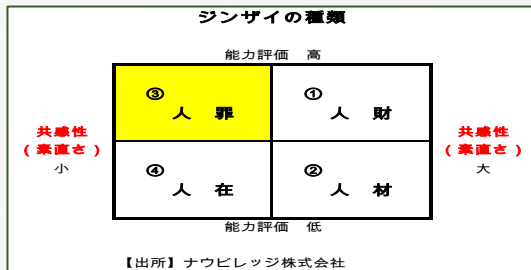 ジンザイの種類
能力評価 高
③
人 罪
①
人 財
共感性
(素直さ)
小
共感性
(素直さ)
大
④
人 在
②
人 材
能力評価 低
【出所】ナウビレッジ株式会社